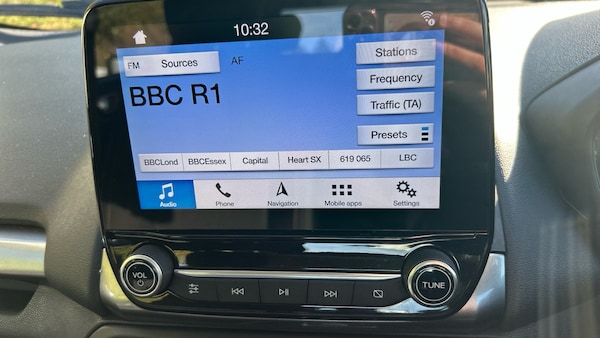 10:32
FM Sources
AF
Stations
Frequency
Traffic (TA)
Presets
BBC R1
BBCLond BBCEssex Capital Heart SX 619 065 LBC
Audio Phone Navigation Mobile apps Settings
VOL
TUNE